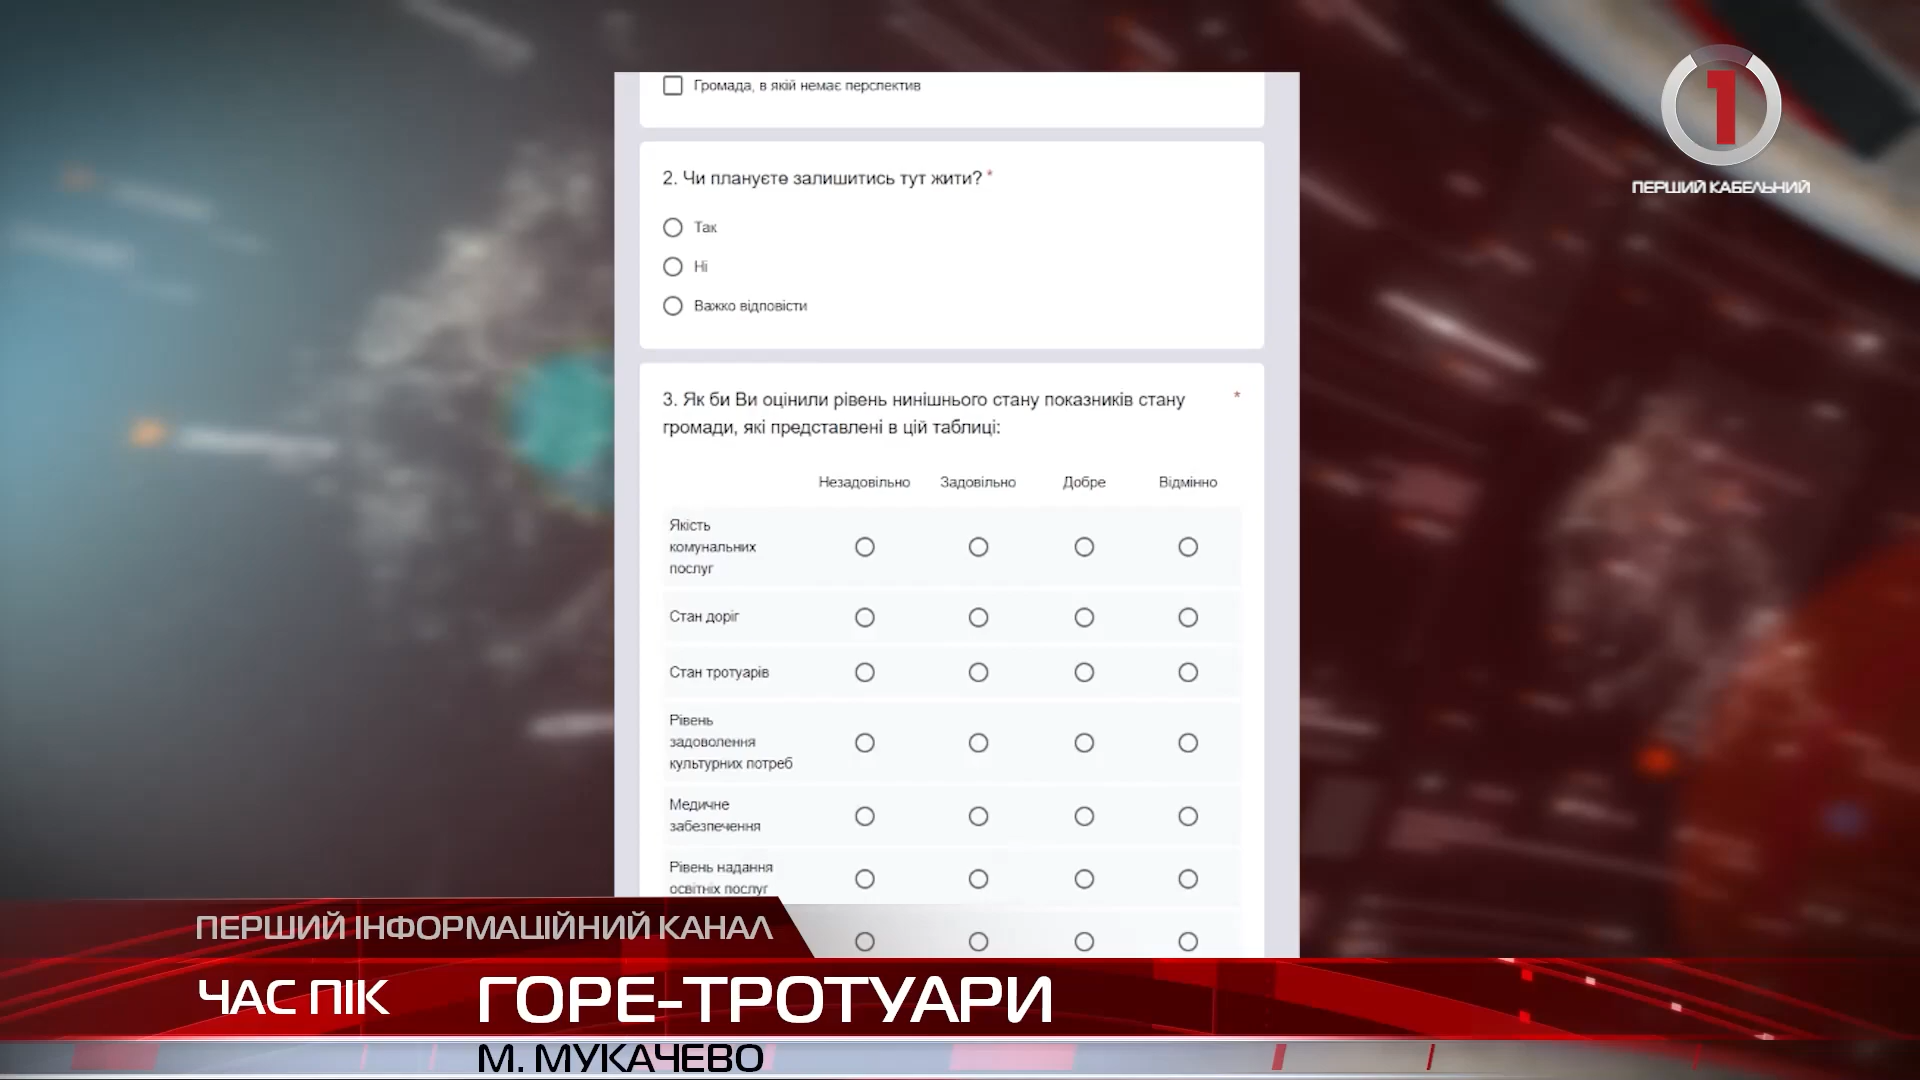 Громада, в якій немає перспектив
1
ПЕРШИЙ КАБЕЛЬНИЙ
2. Чи плануєте залишитись тут жити? *
Так
Ні
Важко відповісти
3. Як би Ви оцінили рівень нинішнього стану показників стану *
громади, які представлені в цій таблиці:
Незадовільно Задовільно Добре Відмінно
Якість
комунальних
послуг
Стан доріг
Стан тротуарів
Рівень
задоволення
культурних потреб
Медичне
забезпечення
Рівень надання
освітніх послуг
ПЕРШИЙ ІНФОРМАЦІЙНИЙ КАНАЛ
ЧАС ПІК ГОРЕ-ТРОТУАРИ
М. МУКАЧЕВО